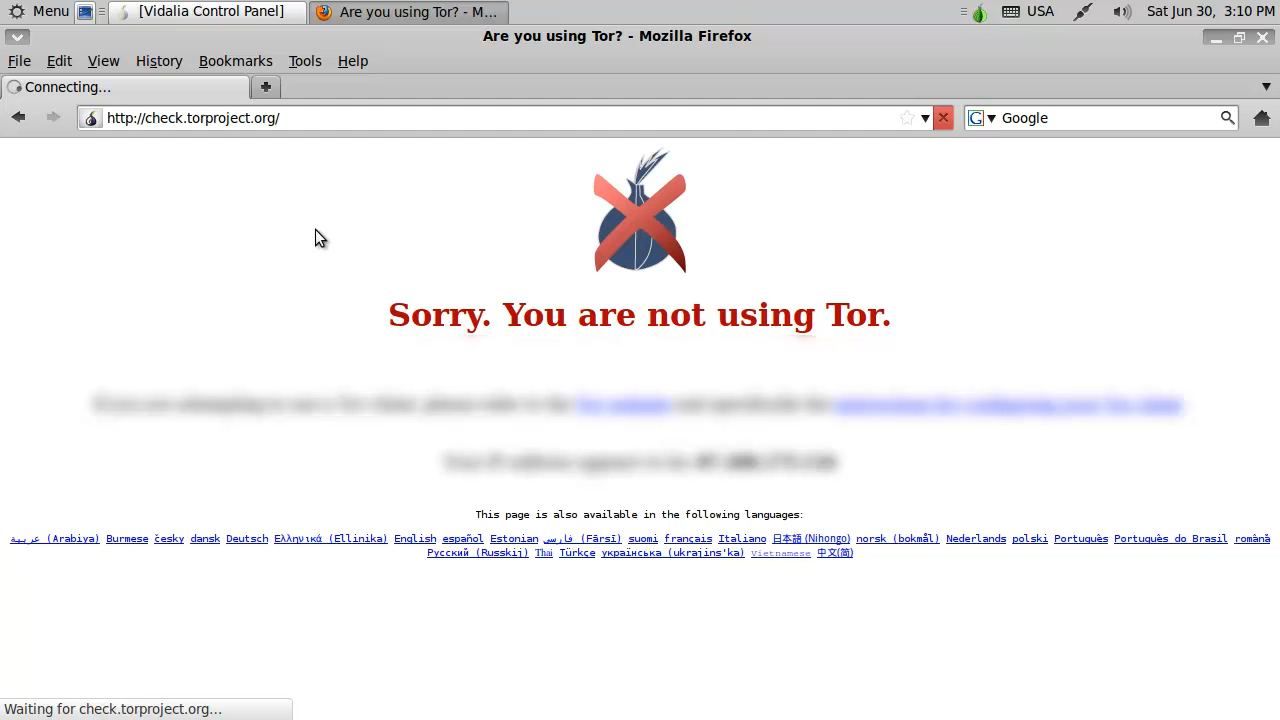 Menu [Vidalia Control Panel] Are you using Tor? - M... USA Sat Jun 30, 3:10 PM
Are you using Tor? - Mozilla Firefox
File Edit View History Bookmarks Tools Help
Connecting...
http://check.torproject.org/ Google
Sorry. You are not using Tor.
This page is also available in the following languages:
عربية (Arabiya) Burmese česky dansk Deutsch Ελληνικά (Ellinika) English español Estonian فارسی (Fārsī) suomi français Italiano 日本語 (Nihongo) norsk (bokmål) Nederlands polski Português Português do Brasil română
Русский (Russkij) Thai Türkçe українська (ukrajins'ka) Vietnamese 中文(简)
Waiting for check.torproject.org...